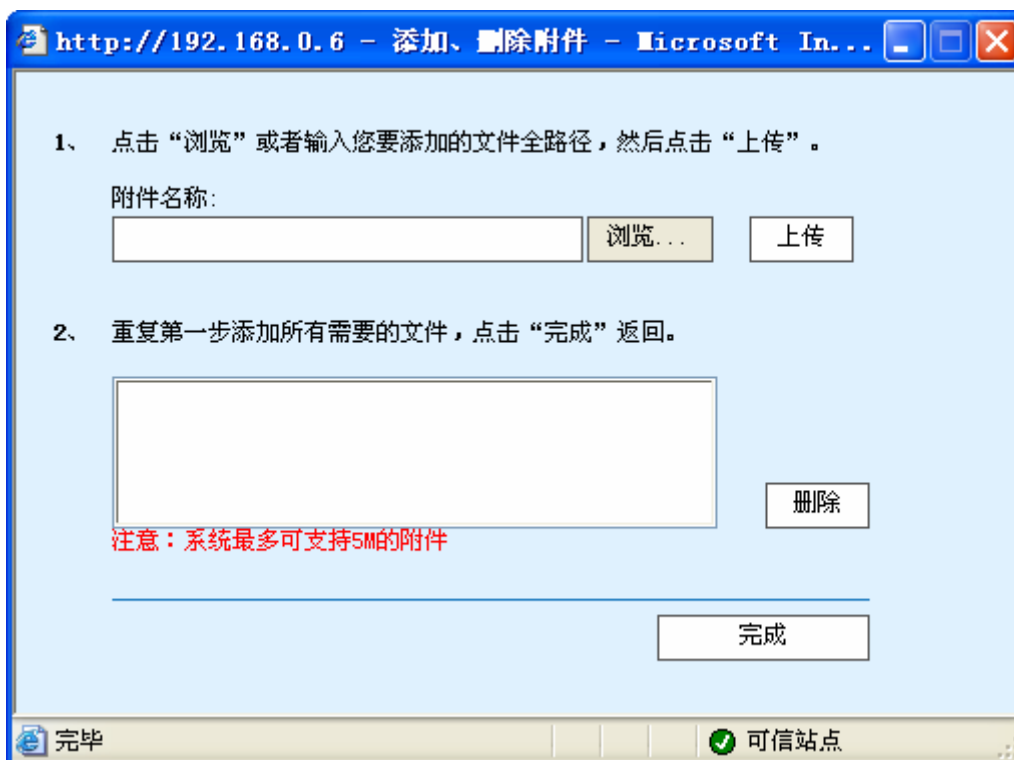 http://192.168.0.6 - 添加、删除附件 - Microsoft In...
1、 点击“浏览”或者输入您要添加的文件全路径，然后点击“上传”。
附件名称:
浏览... 上传
2、 重复第一步添加所有需要的文件，点击“完成”返回。
删除
注意：系统最多可支持5M的附件
完成
完毕 可信站点